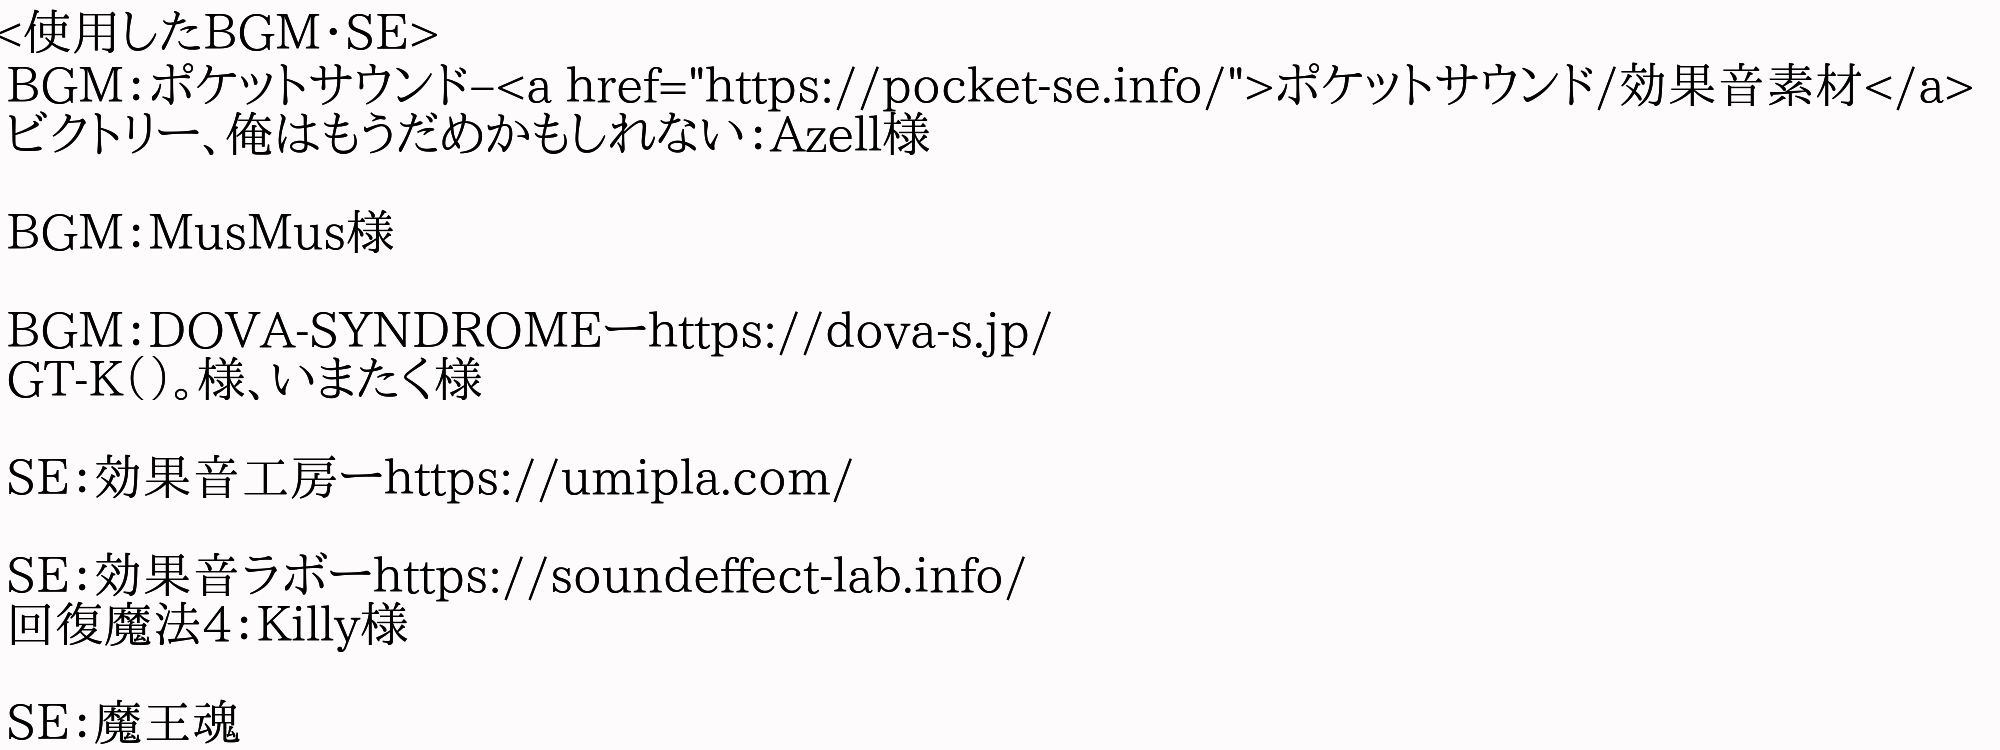 <使用したBGM・SE>
BGM：ポケットサウンド–<a href="https://pocket-se.info/">ポケットサウンド/効果音素材</a>
ビクトリー、俺はもうだめかもしれない：Azell様
BGM：MusMus様
BGM：DOVA-SYNDROMEーhttps://dova-s.jp/
GT-K（）。様、いまたく様
SE：効果音工房ーhttps://umipla.com/
SE：効果音ラボーhttps://soundeffect-lab.info/
回復魔法4：Killy様
SE：魔王魂